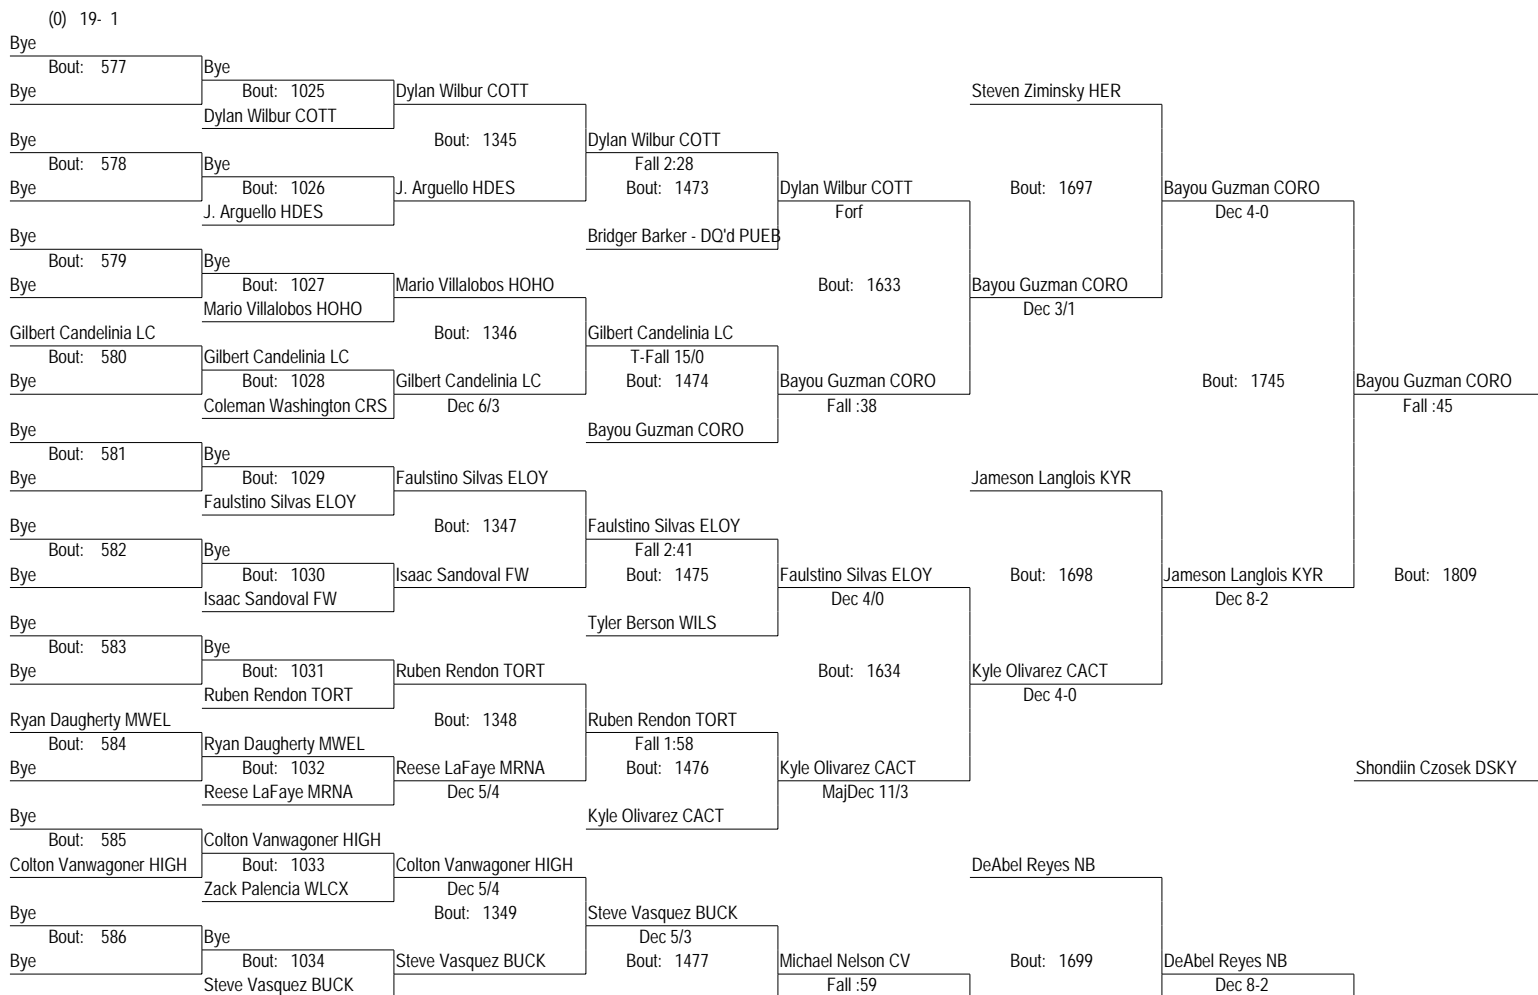 (0) 19- 1
Bye
Bout: 577 Bye
Bye Bout: 1025 Dylan Wilbur COTT Steven Ziminsky HER
Dylan Wilbur COTT
Bye Bout: 1345 Dylan Wilbur COTT
Bout: 578 Bye Fall 2:28
Bye Bout: 1026 J. Arguello HDES Bout: 1473 Dylan Wilbur COTT Bout: 1697 Bayou Guzman CORO
J. Arguello HDES Forf Dec 4-0
Bye Bridger Barker - DQ'd PUEB
Bout: 579 Bye
Bye Bout: 1027 Mario Villalobos HOHO Bout: 1633 Bayou Guzman CORO
Mario Villalobos HOHO Dec 3/1
Gilbert Candelinia LC Bout: 1346 Gilbert Candelinia LC
Bout: 580 Gilbert Candelinia LC T-Fall 15/0
Bye Bout: 1028 Gilbert Candelinia LC Bout: 1474 Bayou Guzman CORO Bout: 1745 Bayou Guzman CORO
Coleman Washington CRS Dec 6/3 Fall :38 Fall :45
Bye Bayou Guzman CORO
Bout: 581 Bye
Bye Bout: 1029 Faulstino Silvas ELOY Jameson Langlois KYR
Faulstino Silvas ELOY
Bye Bout: 1347 Faulstino Silvas ELOY
Bout: 582 Bye Fall 2:41
Bye Bout: 1030 Isaac Sandoval FW Bout: 1475 Faulstino Silvas ELOY Bout: 1698 Jameson Langlois KYR Bout: 1809
Isaac Sandoval FW Dec 4/0 Dec 8-2
Bye Tyler Berson WILS
Bout: 583 Bye
Bye Bout: 1031 Ruben Rendon TORT Bout: 1634 Kyle Olivarez CACT
Ruben Rendon TORT Dec 4-0
Ryan Daugherty MWEL Bout: 1348 Ruben Rendon TORT
Bout: 584 Ryan Daugherty MWEL Fall 1:58
Bye Bout: 1032 Reese LaFaye MRNA Bout: 1476 Kyle Olivarez CACT Shondiin Czosek DSKY
Reese LaFaye MRNA Dec 5/4 MajDec 11/3
Bye Kyle Olivarez CACT
Bout: 585 Colton Vanwagoner HIGH
Colton Vanwagoner HIGH Bout: 1033 Colton Vanwagoner HIGH DeAbel Reyes NB
Zack Palencia WLCX Dec 5/4
Bye Bout: 1349 Steve Vasquez BUCK
Bout: 586 Bye Dec 5/3
Bye Bout: 1034 Steve Vasquez BUCK Bout: 1477 Michael Nelson CV Bout: 1699 DeAbel Reyes NB
Steve Vasquez BUCK Fall :59 Dec 8-2